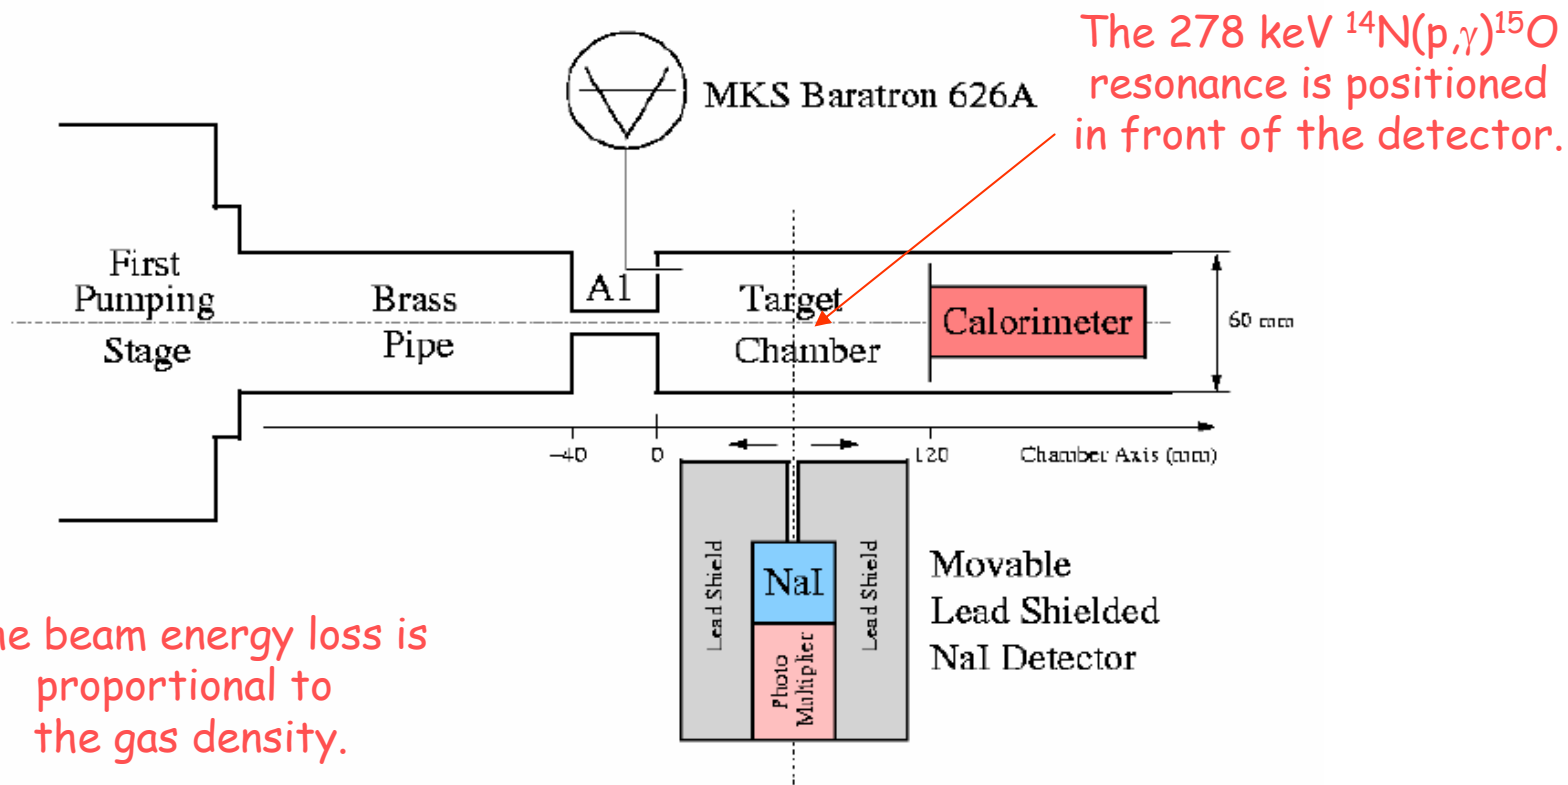 The 278 keV ¹⁴N(p,γ)¹⁵O
resonance is positioned
in front of the detector.
MKS Baratron 626A
First
Pumping
Stage
Brass
Pipe
A1
Target
Chamber
Calorimeter
60 mm
-40
0
120
Chamber Axis (mm)
Lead Shield
NaI
Lead Shield
Photo
Multiplier
Movable
Lead Shielded
NaI Detector
he beam energy loss is
proportional to
the gas density.